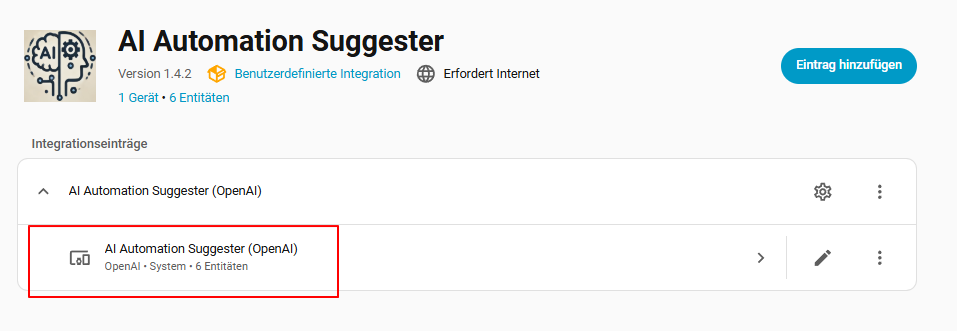 AI Automation Suggester
Version 1.4.2 Benutzerdefinierte Integration Erfordert Internet
Eintrag hinzufügen
1 Gerät • 6 Entitäten
AI
Integrationseinträge
AI Automation Suggester (OpenAI)
AI Automation Suggester (OpenAI)
OpenAI • System • 6 Entitäten